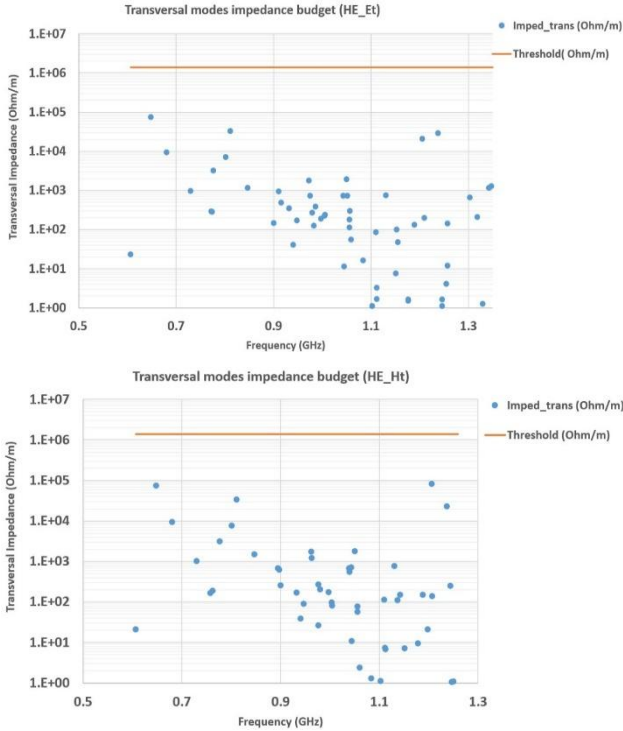 Transversal modes impedance budget (HE_Et)
Imped_trans (Ohm/m)
Threshold( Ohm/m)
Transversal Impedance (Ohm/m)
1.E+07
1.E+06
1.E+05
1.E+04
1.E+03
1.E+02
1.E+01
1.E+00
0.5 0.7 0.9 1.1 1.3
Frequency (GHz)
Transversal modes impedance budget (HE_Ht)
Imped_trans (Ohm/m)
Threshold (Ohm/m)
Transversal Impedance (Ohm/m)
1.E+07
1.E+06
1.E+05
1.E+04
1.E+03
1.E+02
1.E+01
1.E+00
0.5 0.7 0.9 1.1 1.3
Frequency (GHz)